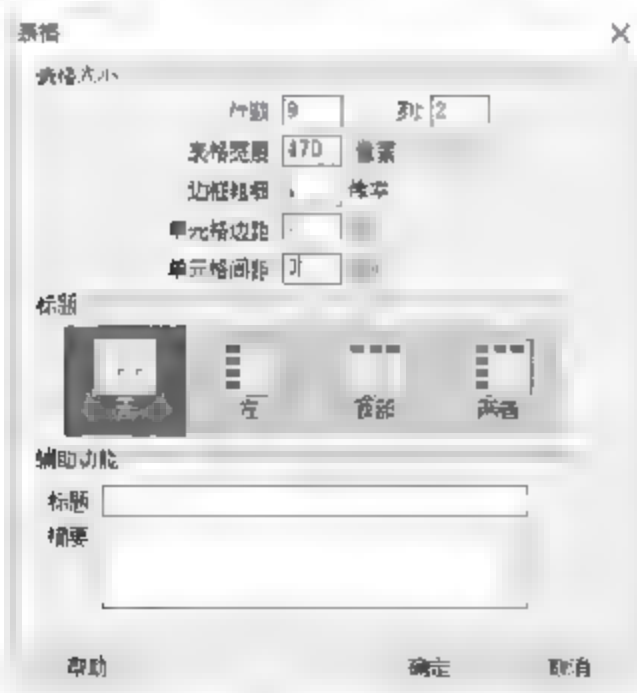 表格
表格大小
行数 9 列: 2
表格宽度 470 像素
边框粗细 像素
单元格边距
单元格间距
标题
左 顶部 两者
辅助功能
标题
摘要
帮助 确定 取消